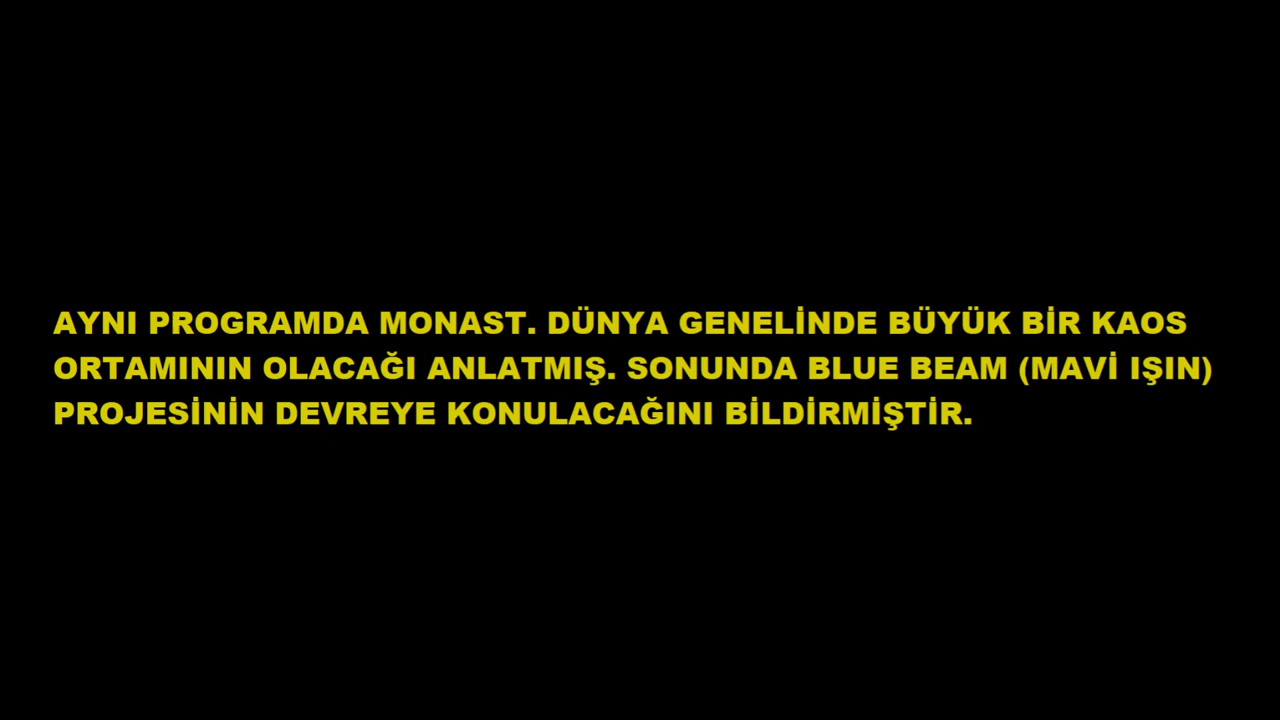 AYNI PROGRAMDA MONAST. DÜNYA GENELİNDE BÜYÜK BİR KAOS
ORTAMININ OLACAĞI ANLATMIŞ. SONUNDA BLUE BEAM (MAVİ IŞIN)
PROJESİNİN DEVREYE KONULACAĞINI BİLDİRMİŞTİR.